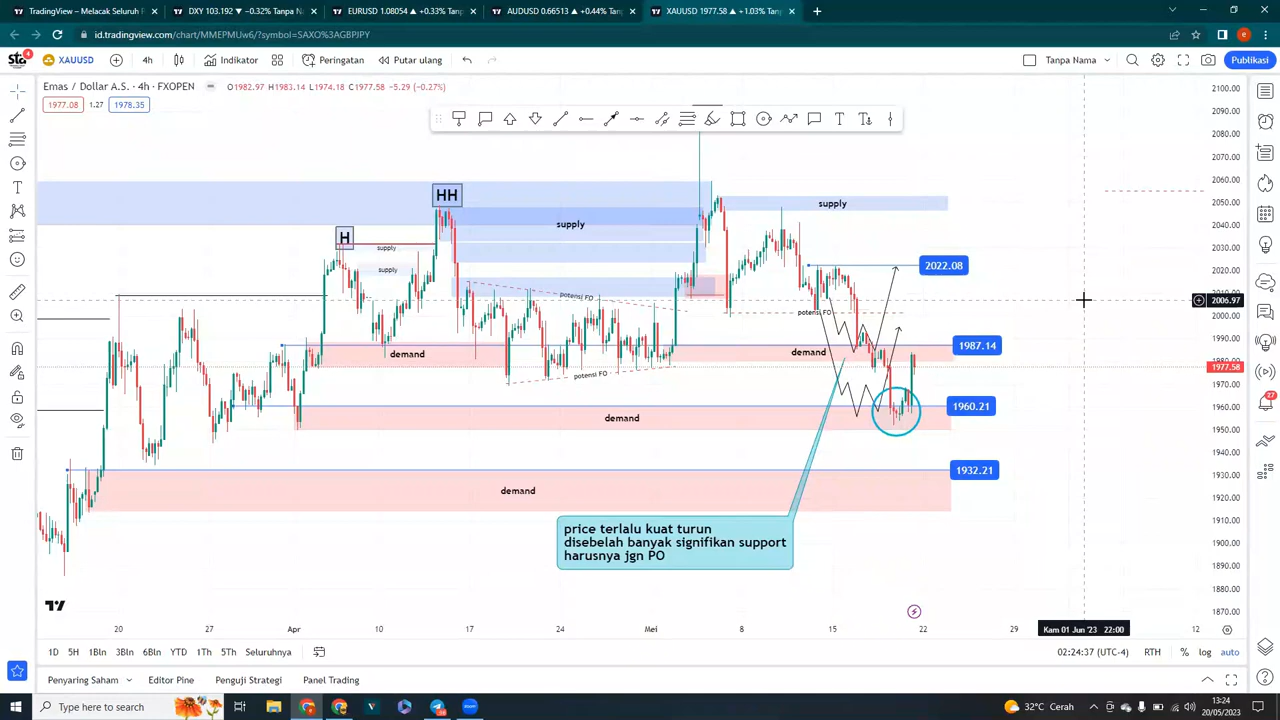 TradingView — Melacak Seluruh P
DXY 103.192 ▼ −0.32% Tanpa N
EURUSD 1.08054 ▲ +0.33% Tanp
AUDUSD 0.66513 ▲ +0.44% Tan
XAUUSD 1977.58 ▲ +1.03% Tan
id.tradingview.com/chart/MMEPMUw6/?symbol=SAXO%3AGBPJPY
e
4
XAUUSD
4h
Indikator
Peringatan
Putar ulang
Tanpa Nama
Publikasi
Emas / Dollar A.S. · 4h · FXOPEN
O1982.97 H1983.14 L1974.18 C1977.58 −5.29 (−0.27%)
1977.08
1.27
1978.35
2100.00
2090.00
2080.00
2070.00
2060.00
2050.00
2040.00
2030.00
2020.00
2010.00
2006.97
2000.00
1990.00
1980.00
1977.58
1970.00
1960.00
1950.00
1940.00
1930.00
1920.00
1910.00
1900.00
1890.00
1880.00
1870.00
HH
H
supply
supply
supply
supply
2022.08
potensi FO
potensi FO
1987.14
demand
demand
potensi FO
1960.21
demand
1932.21
demand
price terlalu kuat turun
disebelah banyak signifikan support
harusnya jgn PO
20
27
Apr
10
17
24
Mei
8
15
22
29
Kam 01 Jun '23 22:00
12
1D 5H 1Bln 3Bln 6Bln YTD 1Th 5Th Seluruhnya
02:24:37 (UTC-4)
RTH
%
log
auto
Penyaring Saham
Editor Pine
Penguji Strategi
Panel Trading
22
Type here to search
32°C Cerah
13:24
20/05/2023